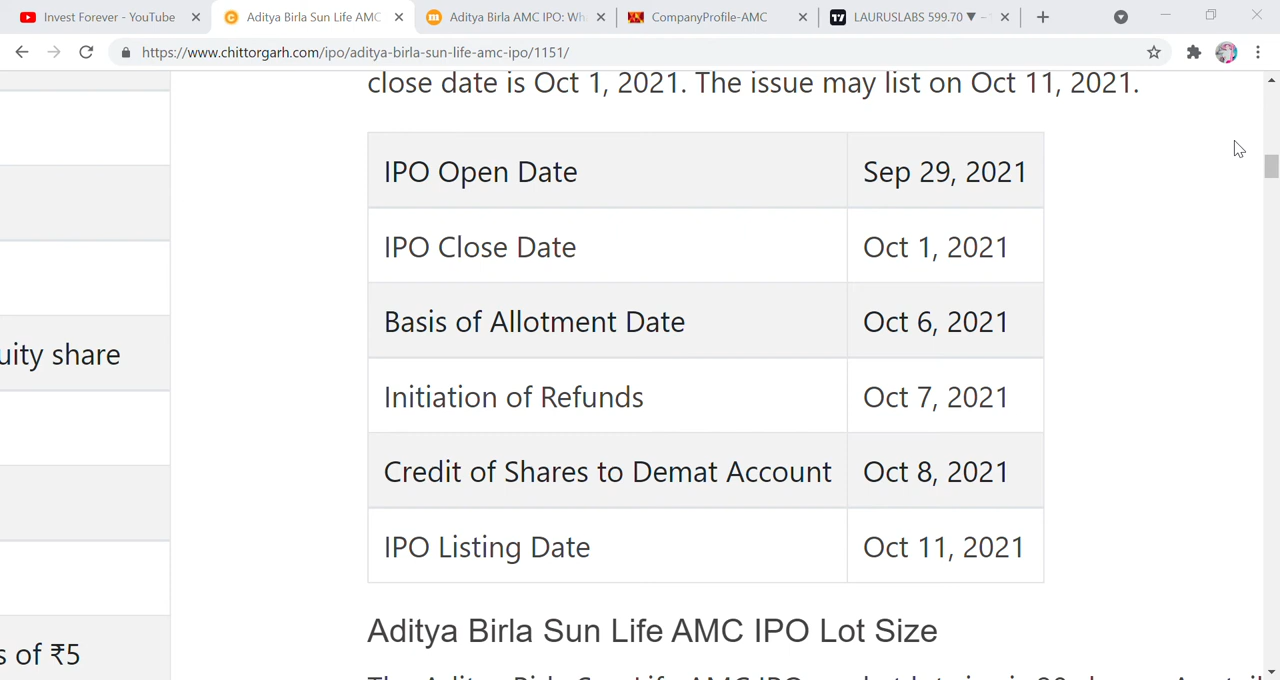 Invest Forever - YouTube
Aditya Birla Sun Life AMC
Aditya Birla AMC IPO: Wh
CompanyProfile-AMC
LAURUSLABS 599.70 ▼ -
https://www.chittorgarh.com/ipo/aditya-birla-sun-life-amc-ipo/1151/
close date is Oct 1, 2021. The issue may list on Oct 11, 2021.
IPO Open Date Sep 29, 2021
IPO Close Date Oct 1, 2021
Basis of Allotment Date Oct 6, 2021
Initiation of Refunds Oct 7, 2021
uity share
Credit of Shares to Demat Account Oct 8, 2021
IPO Listing Date Oct 11, 2021
Aditya Birla Sun Life AMC IPO Lot Size
s of ₹5